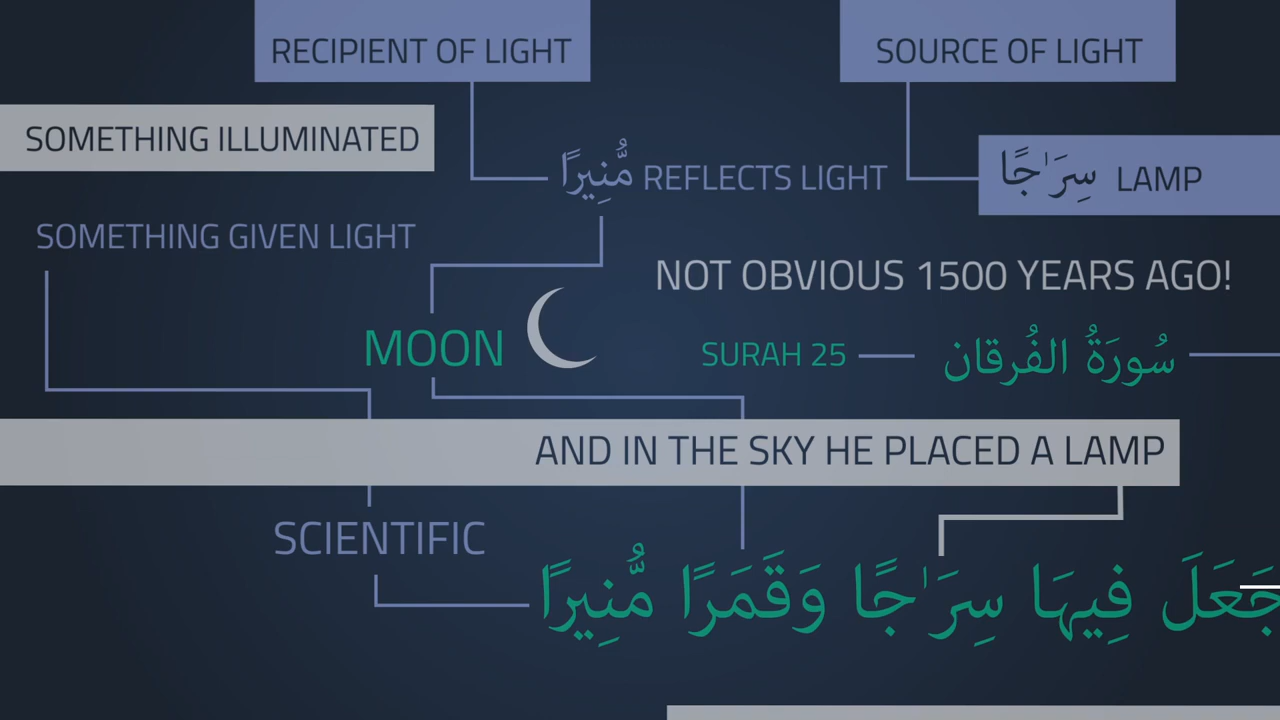 RECIPIENT OF LIGHT
SOURCE OF LIGHT
SOMETHING ILLUMINATED
مُّنِيرًا REFLECTS LIGHT
سِرَٰجًا LAMP
SOMETHING GIVEN LIGHT
NOT OBVIOUS 1500 YEARS AGO!
MOON
SURAH 25
سُورَةُ الفُرقان
AND IN THE SKY HE PLACED A LAMP
SCIENTIFIC
جَعَلَ فِيهَا سِرَٰجًا وَقَمَرًا مُّنِيرًا